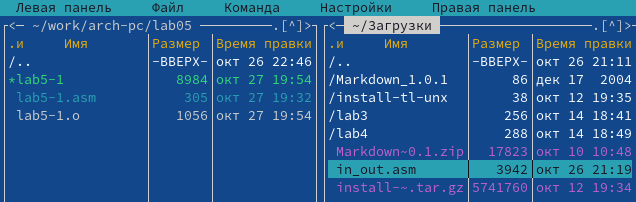 Левая панель Файл Команда Настройки Правая панель
~/work/arch-pc/lab05 .[^]>
.и Имя Размер Время правки
/.. -ВВЕРХ- окт 26 22:46
*lab5-1 8984 окт 27 19:54
lab5-1.asm 305 окт 27 19:32
lab5-1.o 1056 окт 27 19:54
~/Загрузки .[^]>
.и Имя Размер Время правки
/.. -ВВЕРХ- окт 26 21:11
/Markdown_1.0.1 86 дек 17 2004
/install-tl-unx 38 окт 12 19:35
/lab3 256 окт 14 18:41
/lab4 288 окт 14 18:49
Markdown~0.1.zip 17823 окт 10 10:48
in_out.asm 3942 окт 26 21:19
install-~.tar.gz 5741760 окт 12 19:34